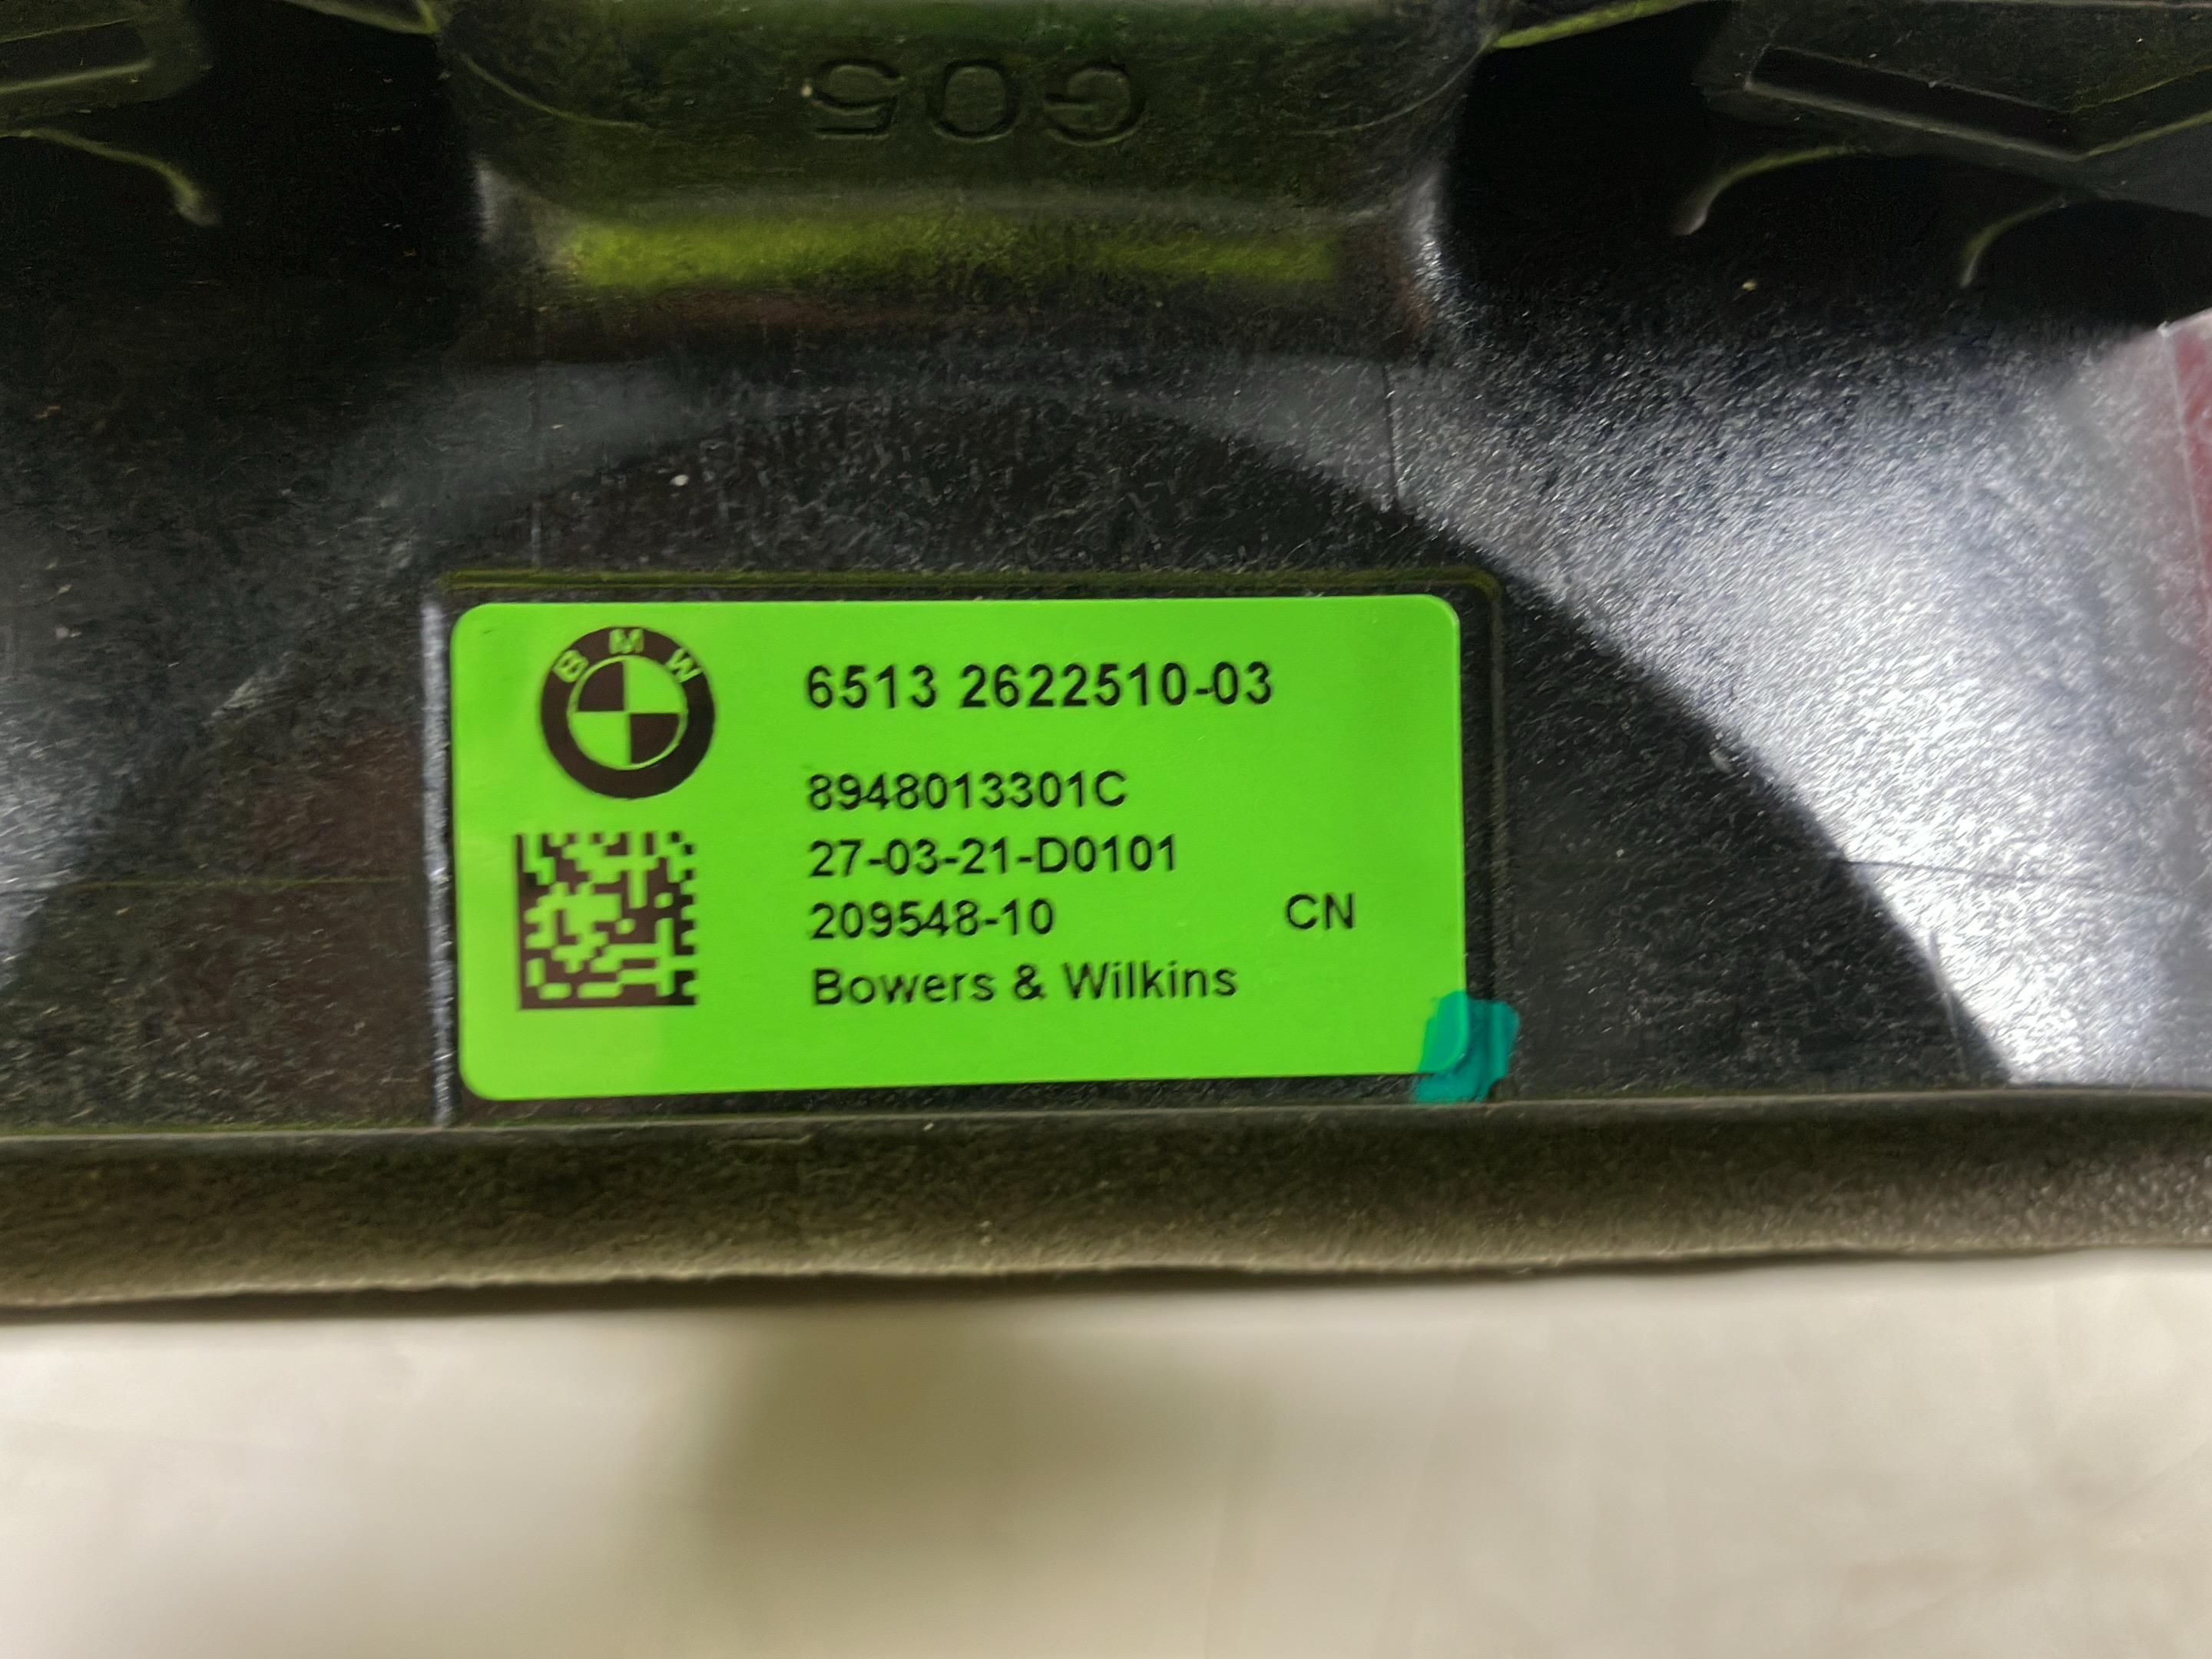 G05
BMW
6513 2622510-03
8948013301C
27-03-21-D0101
209548-10 CN
Bowers & Wilkins